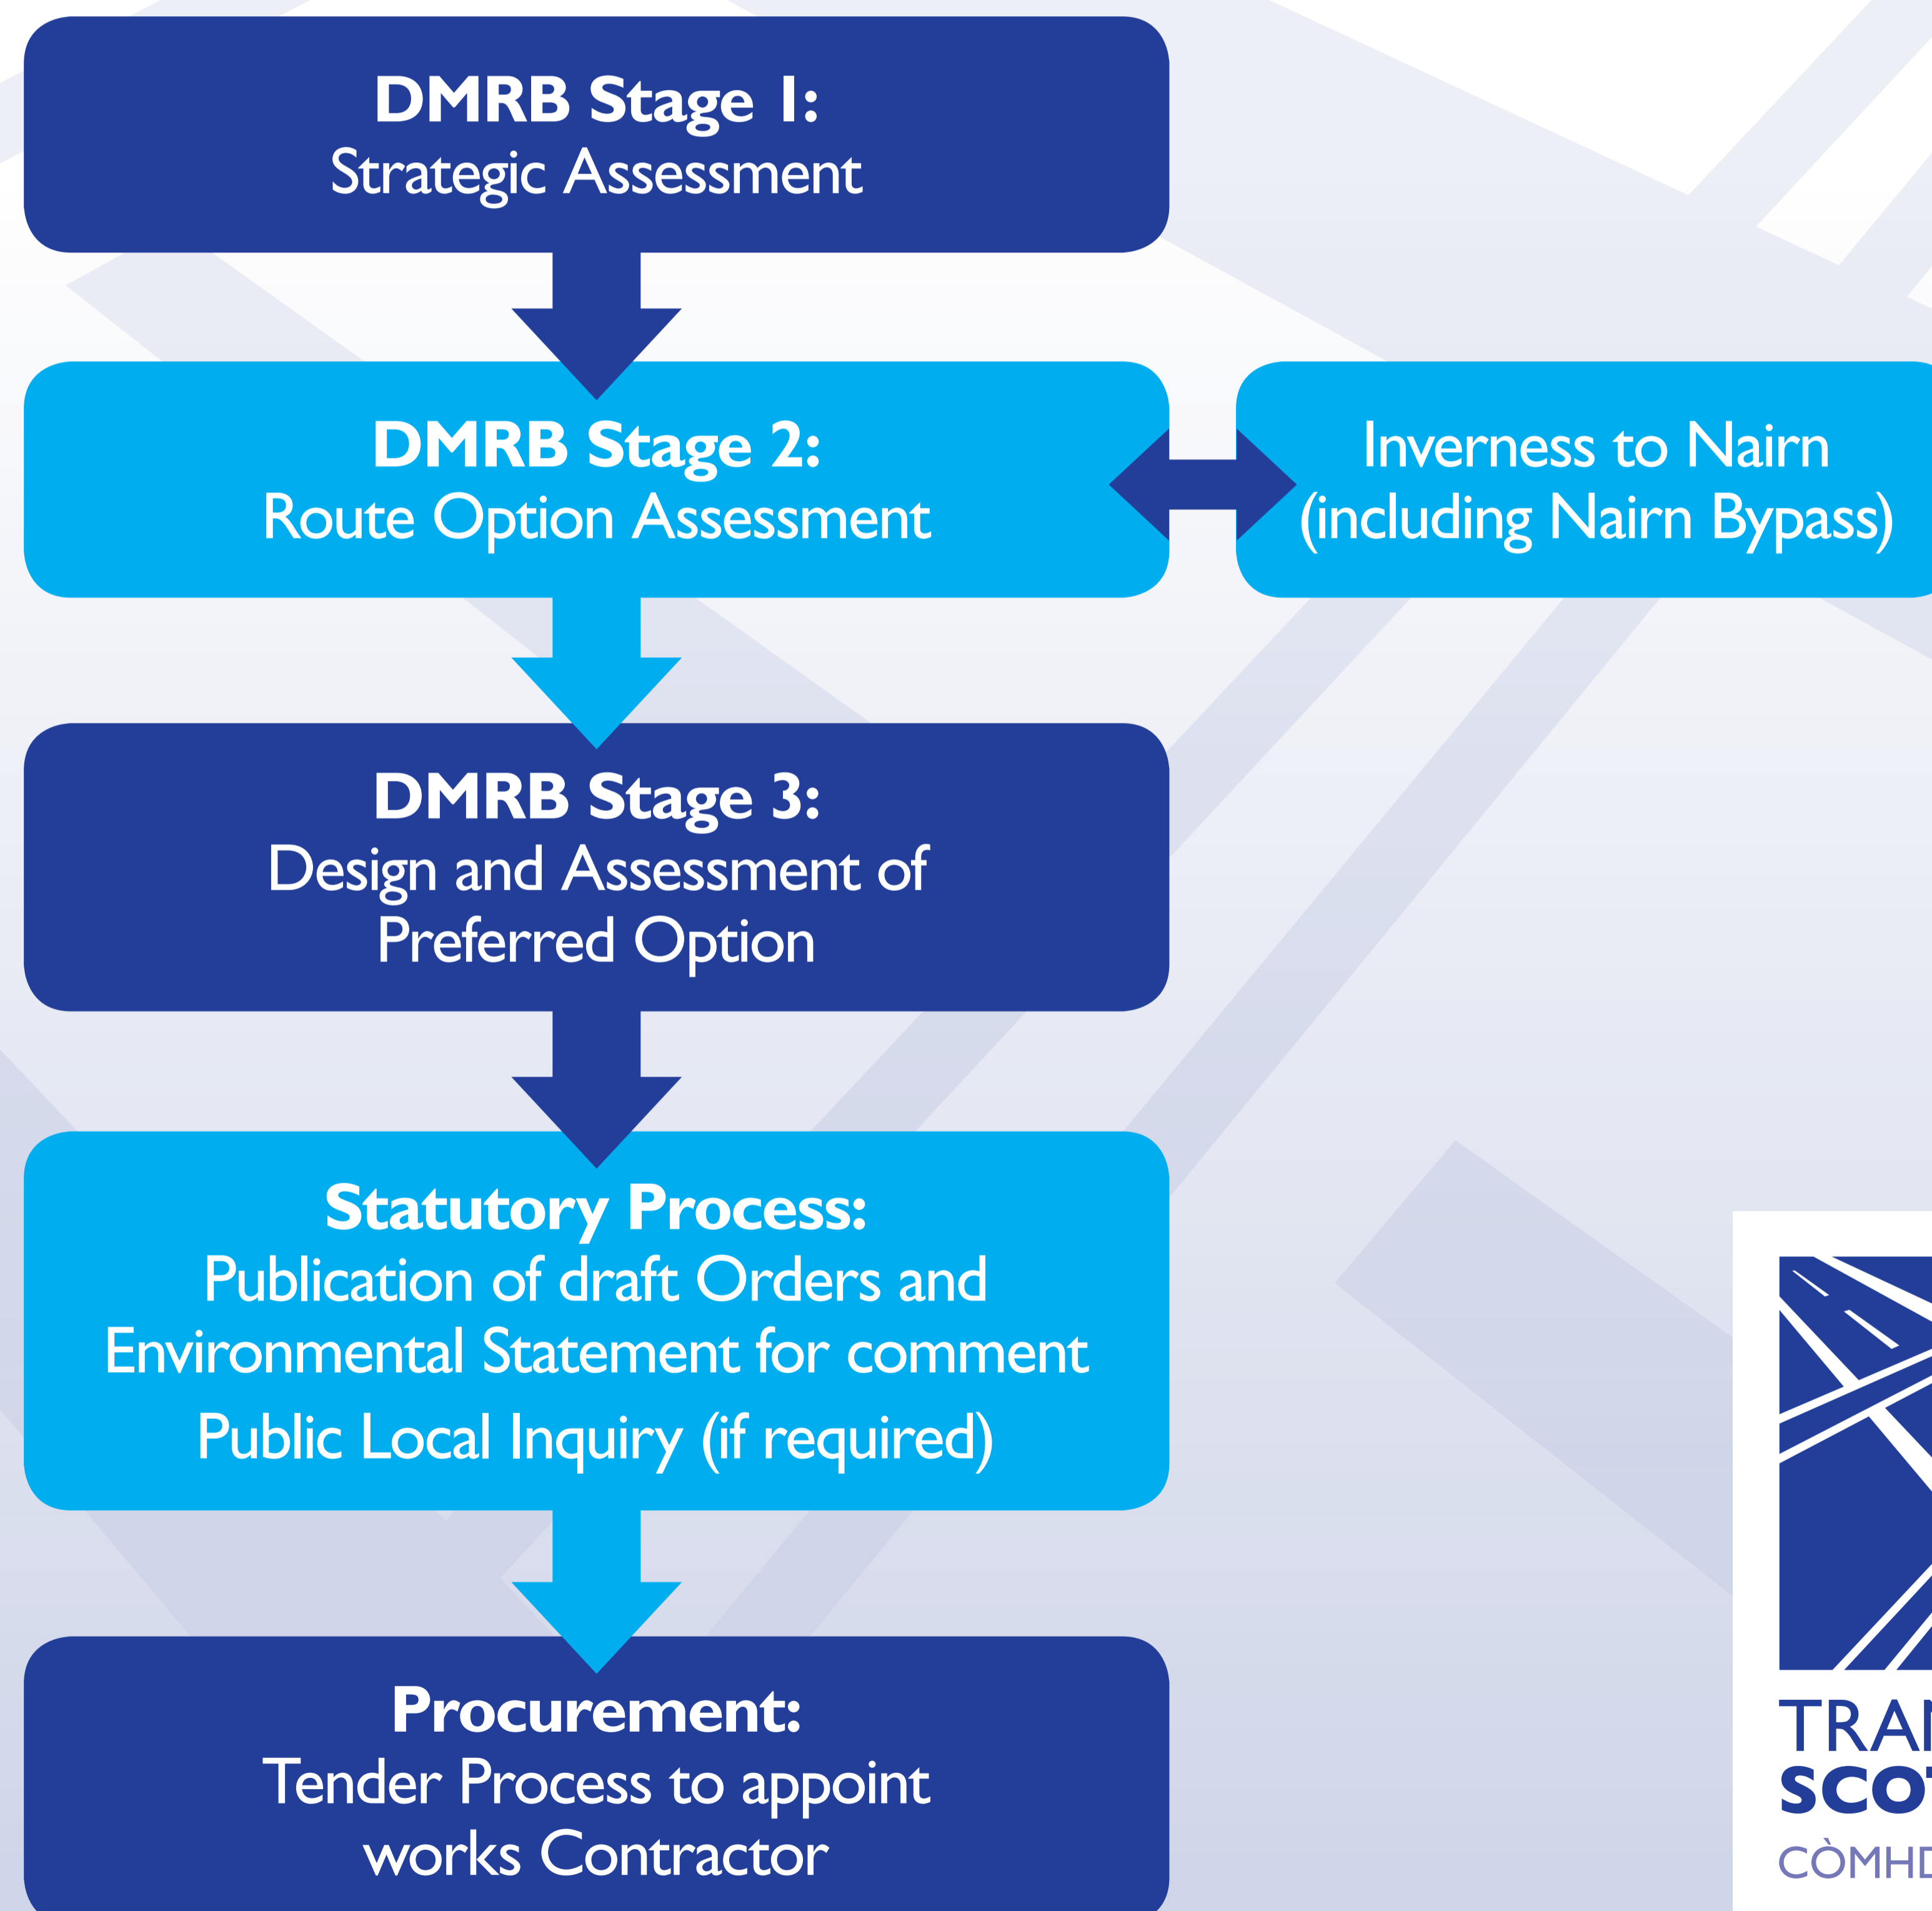 DMRB Stage 1:
Strategic Assessment
DMRB Stage 2:
Route Option Assessment
Inverness to Nairn
(including Nairn Bypass)
DMRB Stage 3:
Design and Assessment of
Preferred Option
Statutory Process:
Publication of draft Orders and
Environmental Statement for comment
Public Local Inquiry (if required)
Procurement:
Tender Process to appoint
works Contractor